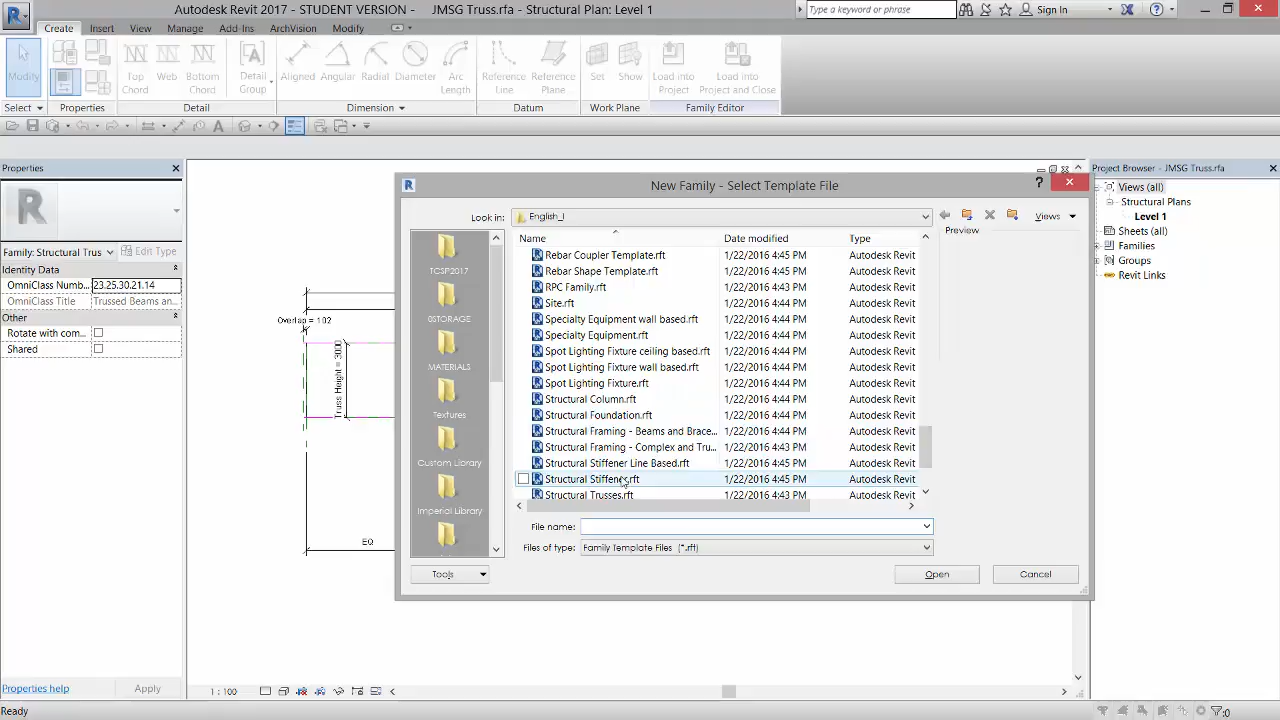 Autodesk Revit 2017 - STUDENT VERSION - JMSG Truss.rfa - Structural Plan: Level 1
Type a keyword or phrase
Sign In
Create Insert View Manage Add-Ins ArchVision Modify
Modify
Top Chord
Web
Bottom Chord
Detail Group
Aligned
Angular
Radial
Diameter
Arc Length
Reference Line
Reference Plane
Set
Show
Load into Project
Load into Project and Close
Select
Properties
Detail
Dimension
Datum
Work Plane
Family Editor
Properties
Family: Structural Trus
Edit Type
Identity Data
OmniClass Numb... 23.25.30.21.14
OmniClass Title Trussed Beams an...
Other
Rotate with com...
Shared
Properties help
Apply
Overlap = 102
Truss Height = 3000
EQ
New Family - Select Template File
Look in: English_I
Views
Preview
TCSP2017
0STORAGE
MATERIALS
Textures
Custom Library
Imperial Library
Name Date modified Type
Rebar Coupler Template.rft 1/22/2016 4:45 PM Autodesk Revit
Rebar Shape Template.rft 1/22/2016 4:45 PM Autodesk Revit
RPC Family.rft 1/22/2016 4:43 PM Autodesk Revit
Site.rft 1/22/2016 4:44 PM Autodesk Revit
Specialty Equipment wall based.rft 1/22/2016 4:44 PM Autodesk Revit
Specialty Equipment.rft 1/22/2016 4:44 PM Autodesk Revit
Spot Lighting Fixture ceiling based.rft 1/22/2016 4:44 PM Autodesk Revit
Spot Lighting Fixture wall based.rft 1/22/2016 4:44 PM Autodesk Revit
Spot Lighting Fixture.rft 1/22/2016 4:44 PM Autodesk Revit
Structural Column.rft 1/22/2016 4:44 PM Autodesk Revit
Structural Foundation.rft 1/22/2016 4:44 PM Autodesk Revit
Structural Framing - Beams and Brace... 1/22/2016 4:44 PM Autodesk Revit
Structural Framing - Complex and Tru... 1/22/2016 4:43 PM Autodesk Revit
Structural Stiffener Line Based.rft 1/22/2016 4:45 PM Autodesk Revit
Structural Stiffener.rft 1/22/2016 4:45 PM Autodesk Revit
Structural Trusses.rft 1/22/2016 4:43 PM Autodesk Revit
File name:
Files of type: Family Template Files (*.rft)
Tools
Open
Cancel
Project Browser - JMSG Truss.rfa
Views (all)
Structural Plans
Level 1
Sheets (all)
Families
Groups
Revit Links
1 : 100
Ready
:0